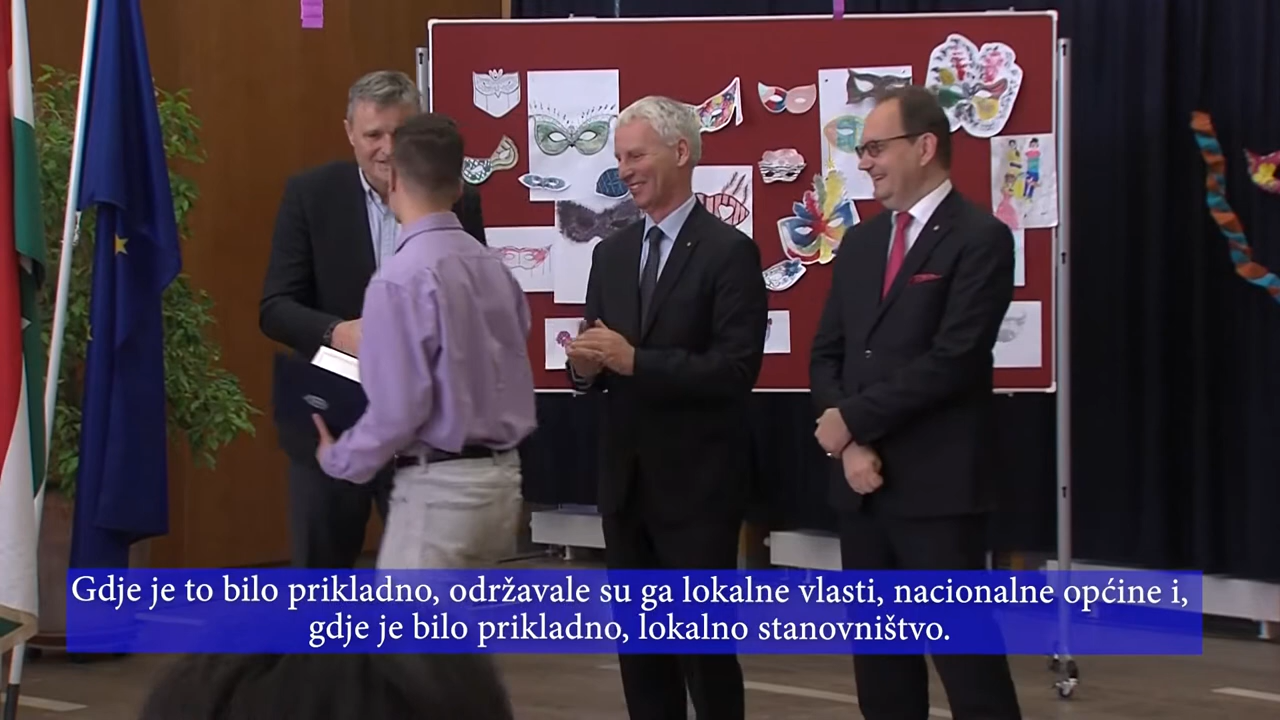 Gdje je to bilo prikladno, održavale su ga lokalne vlasti, nacionalne općine i,
gdje je bilo prikladno, lokalno stanovništvo.